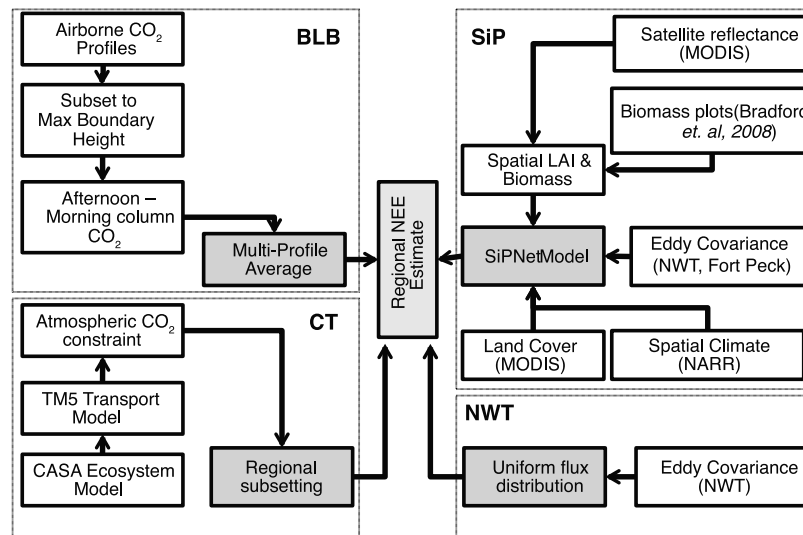 BLB
Airborne CO2
Profiles
Subset to
Max Boundary
Height
Afternoon –
Morning column
CO2
Multi-Profile
Average
CT
Atmospheric CO2
constraint
TM5 Transport
Model
CASA Ecosystem
Model
Regional
subsetting
Regional NEE
Estimate
SiP
Satellite reflectance
(MODIS)
Biomass plots(Bradford
et. al, 2008)
Spatial LAI &
Biomass
SiPNetModel
Eddy Covariance
(NWT, Fort Peck)
Land Cover
(MODIS)
Spatial Climate
(NARR)
NWT
Uniform flux
distribution
Eddy Covariance
(NWT)